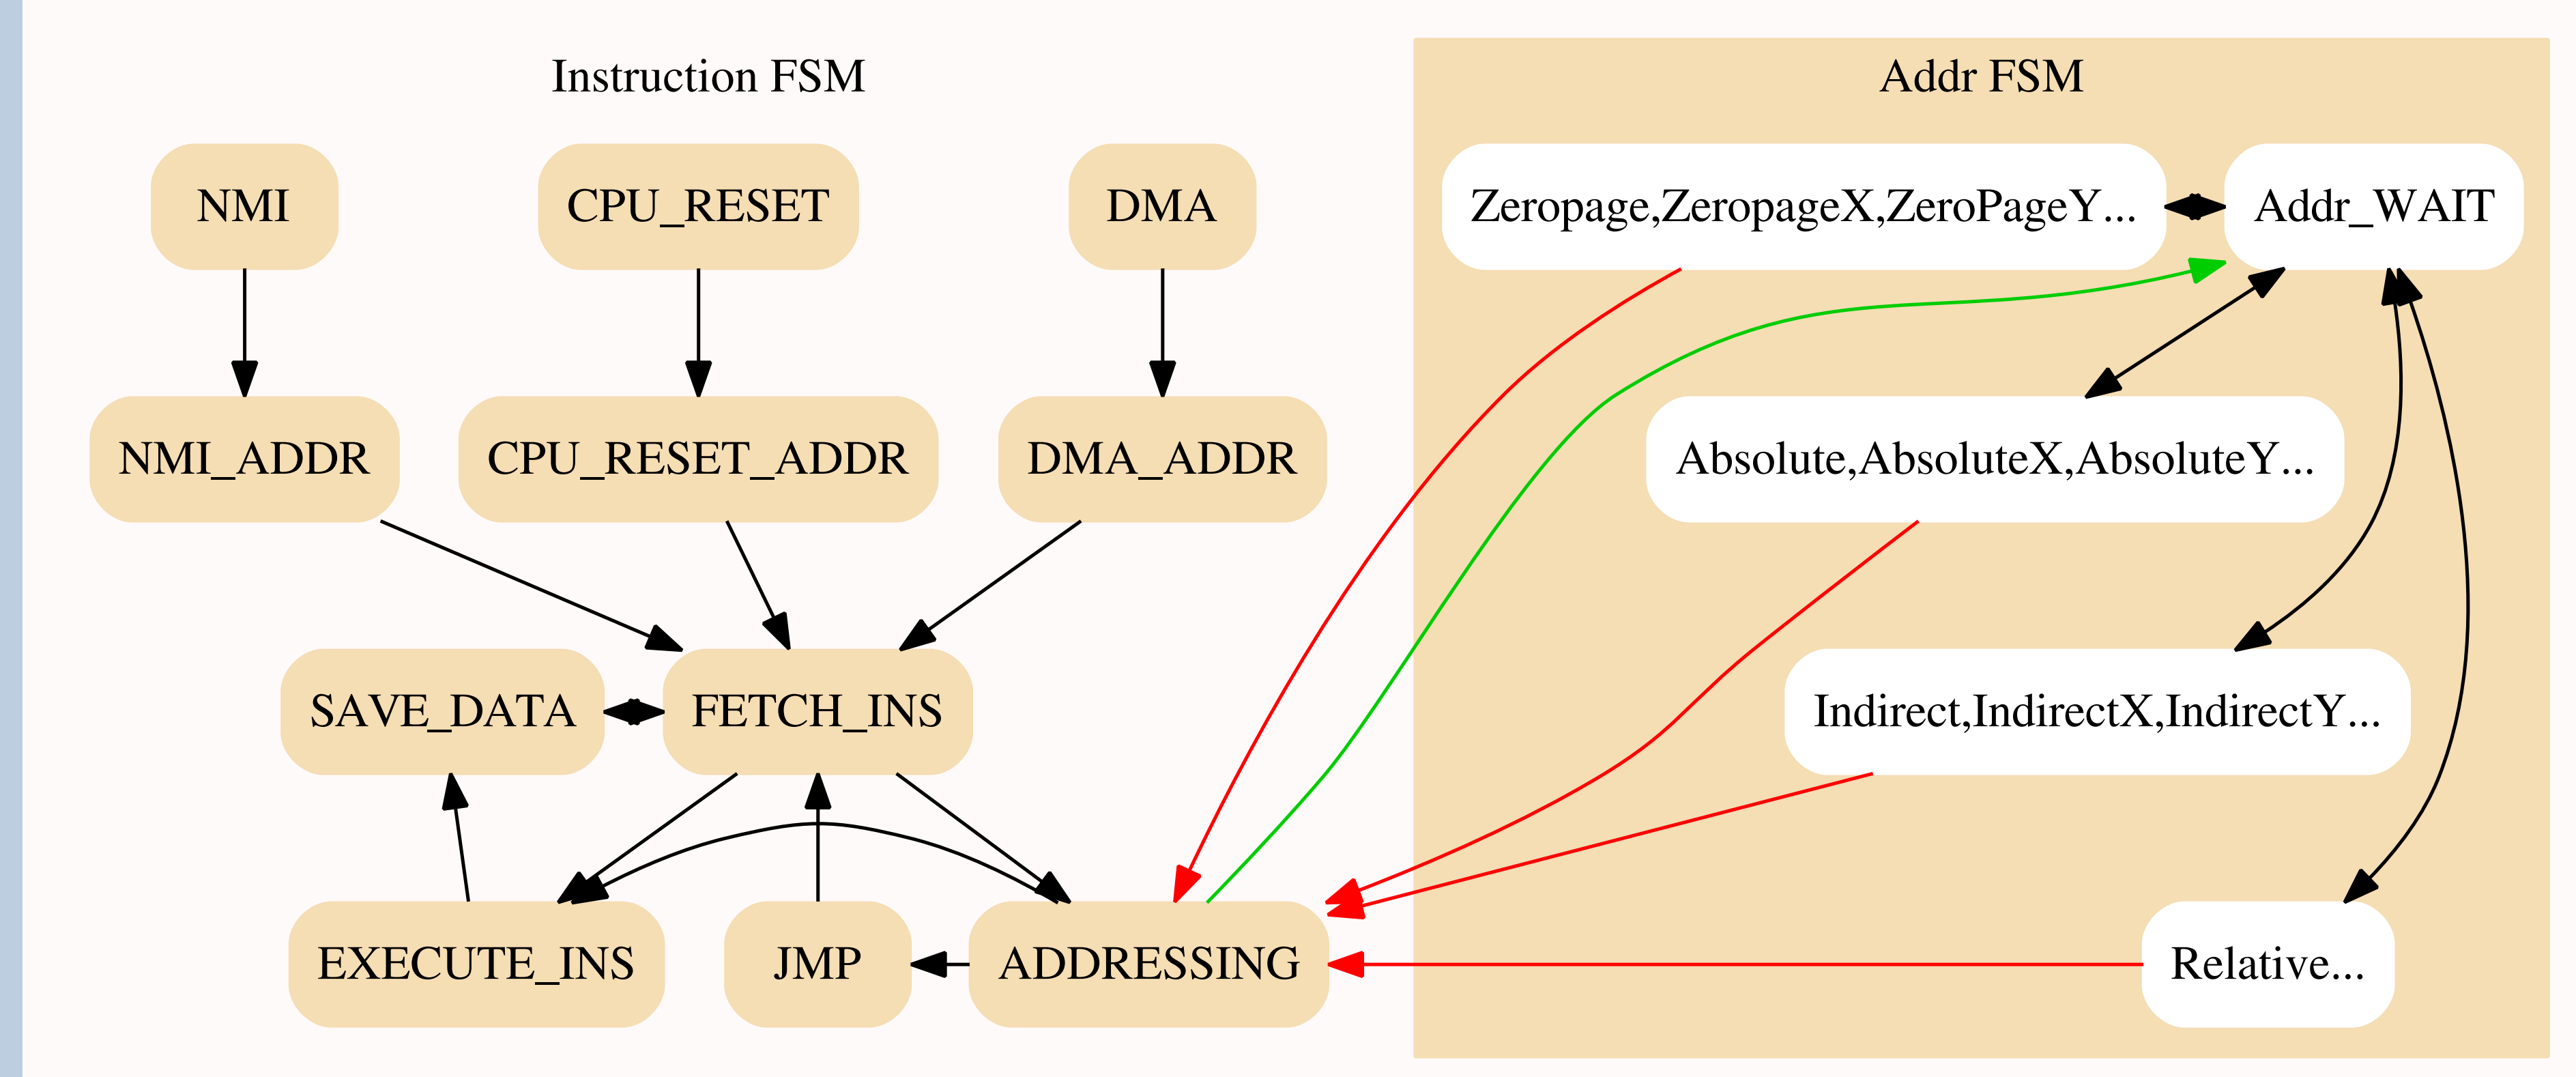 Instruction FSM
Addr FSM
NMI
CPU_RESET
DMA
Zeropage,ZeropageX,ZeroPageY...
Addr_WAIT
NMI_ADDR
CPU_RESET_ADDR
DMA_ADDR
Absolute,AbsoluteX,AbsoluteY...
SAVE_DATA
FETCH_INS
Indirect,IndirectX,IndirectY...
EXECUTE_INS
JMP
ADDRESSING
Relative...